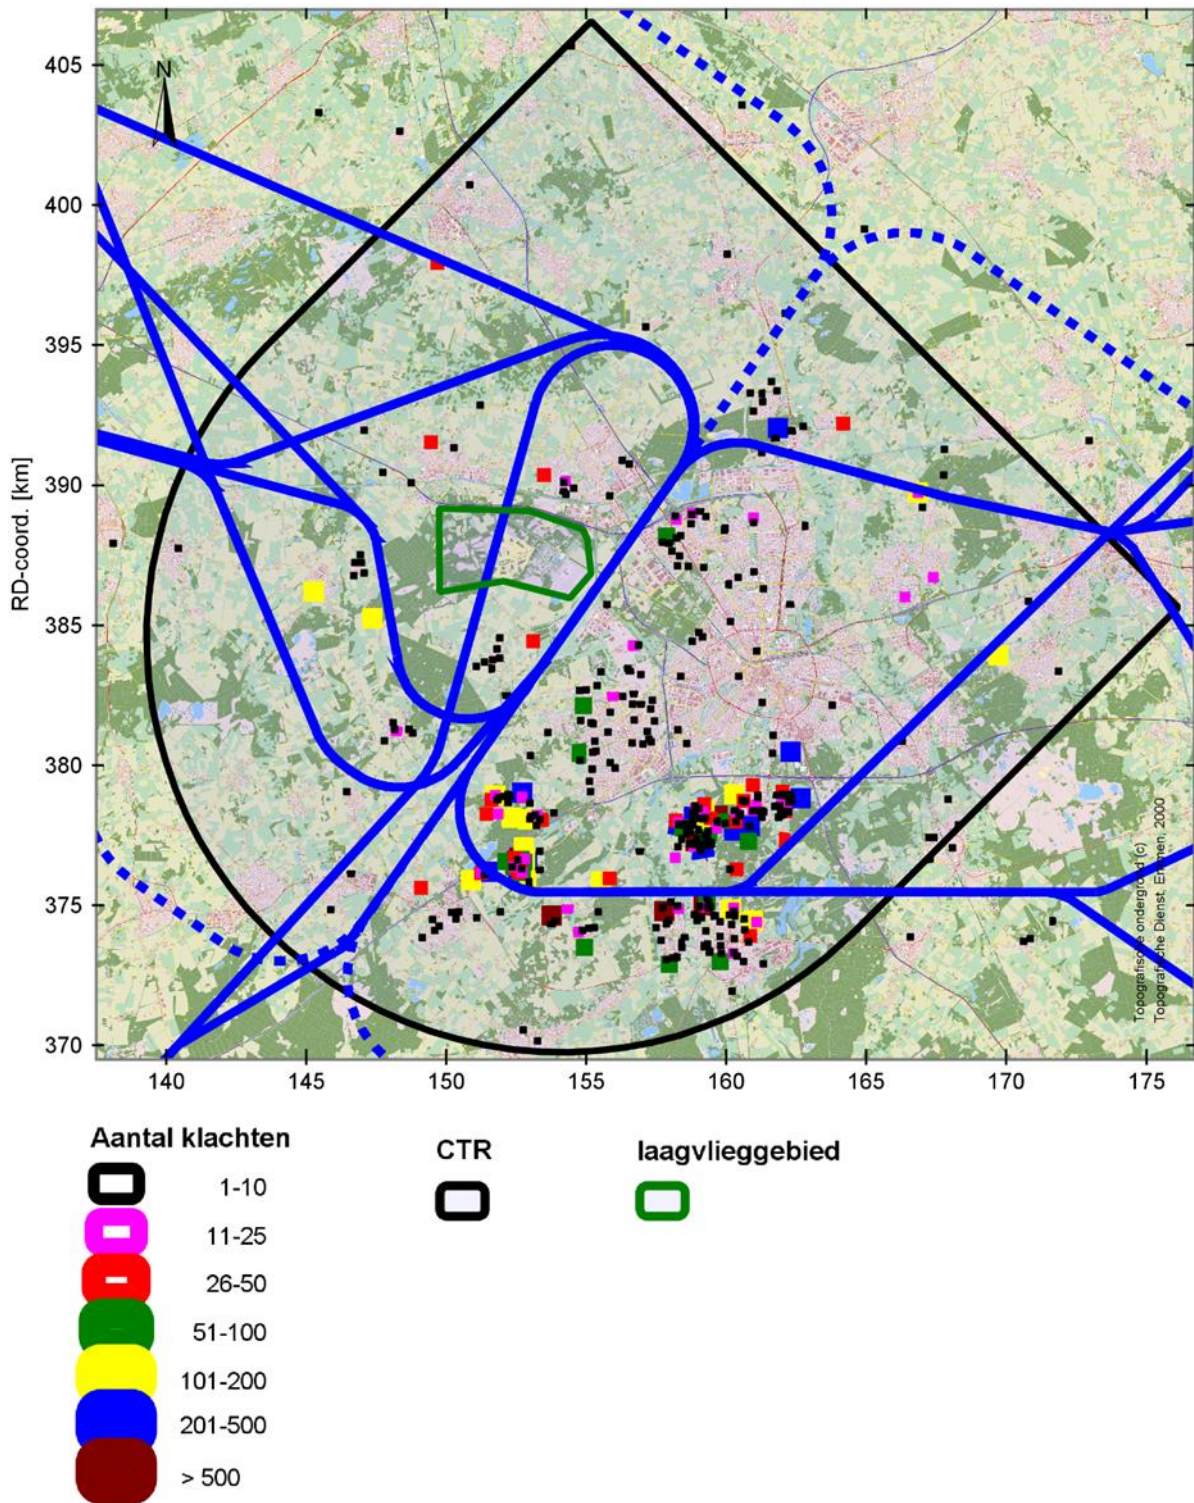 N
405
400
395
390
385
380
375
370
RD-coord. [km]
140 145 150 155 160 165 170 175
Topografische ondergrond (c)
Topografische Dienst, Emmen, 2000
Aantal klachten
1-10
11-25
26-50
51-100
101-200
201-500
> 500
CTR
laagvlieggebied